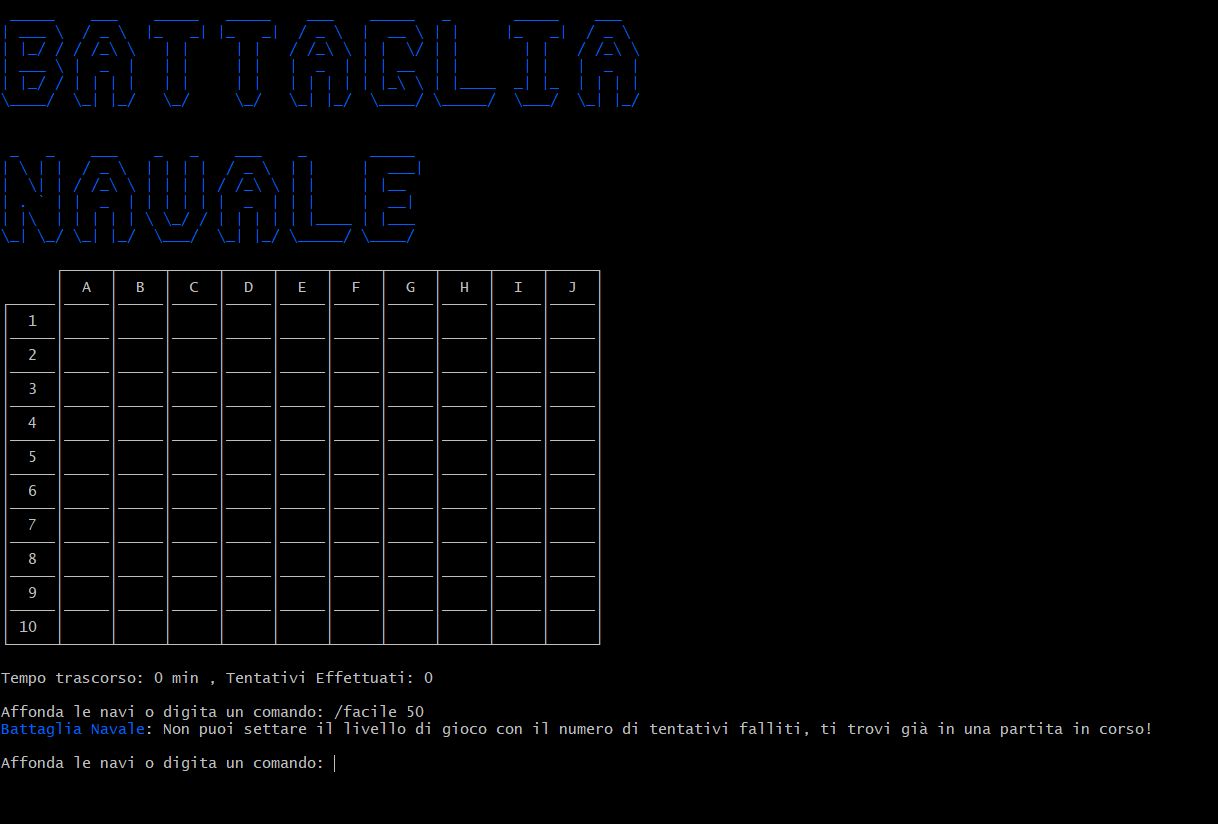 BATTAGLIA
NAVALE
A B C D E F G H I J
1
2
3
4
5
6
7
8
9
10
Tempo trascorso: 0 min , Tentativi Effettuati: 0
Affonda le navi o digita un comando: /facile 50
Battaglia Navale: Non puoi settare il livello di gioco con il numero di tentativi falliti, ti trovi già in una partita in corso!
Affonda le navi o digita un comando: